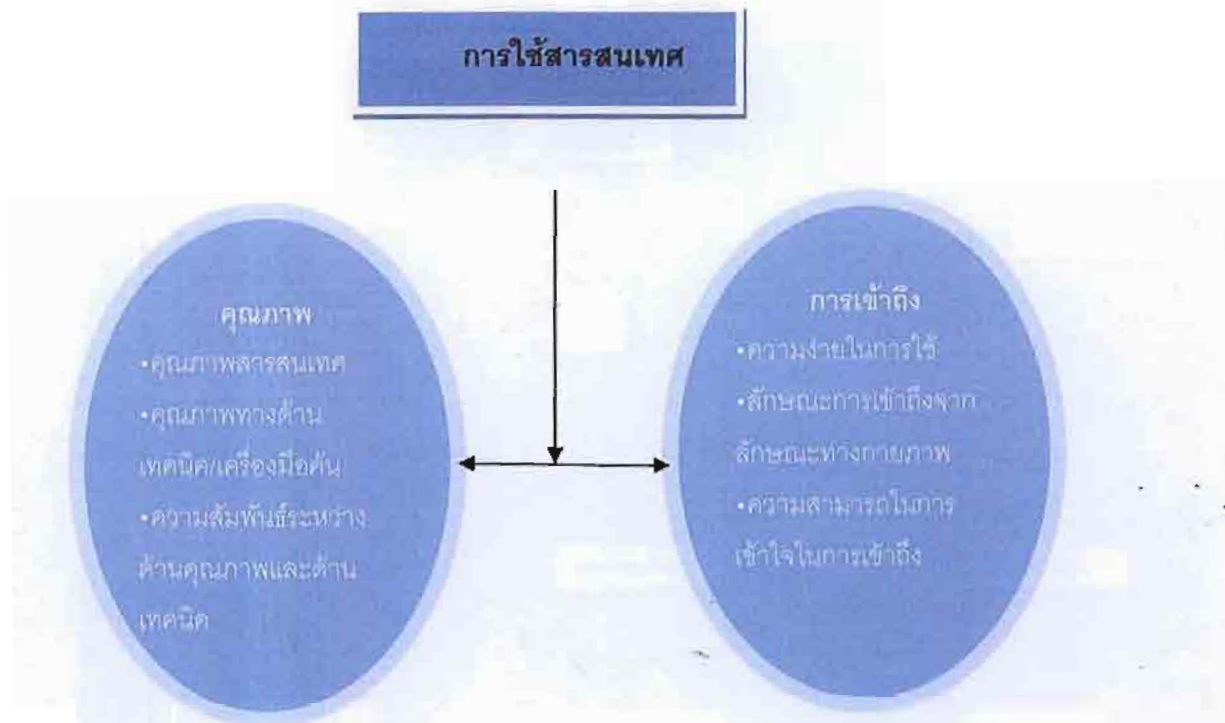 การใช้สารสนเทศ
คุณภาพ
•คุณภาพสารสนเทศ
•คุณภาพทางด้าน
เทคนิค/เครื่องมือค้น
•ความสัมพันธ์ระหว่าง
ด้านคุณภาพและด้าน
เทคนิค
การเข้าถึง
•ความง่ายในการใช้
•ลักษณะการเข้าถึงจาก
ลักษณะทางกายภาพ
•ความสามารถในการ
เข้าใจในการเข้าถึง